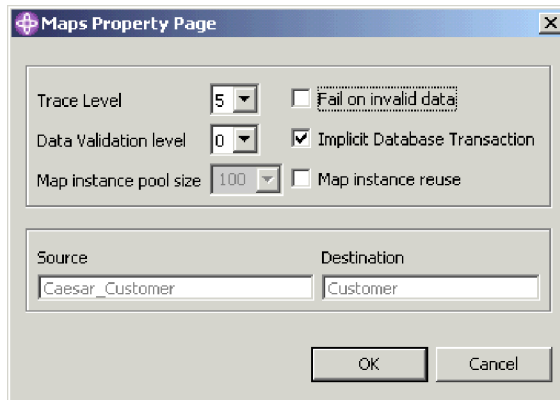 Maps Property Page
Trace Level 5 Fail on invalid data
Data Validation level 0 Implicit Database Transaction
Map instance pool size 100 Map instance reuse
Source Destination
Caesar_Customer Customer
OK Cancel